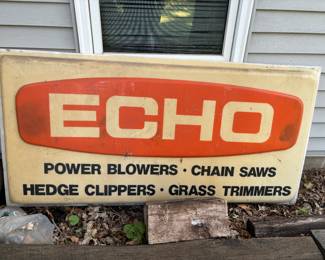 ECHO
POWER BLOWERS · CHAIN SAWS
HEDGE CLIPPERS · GRASS TRIMMERS